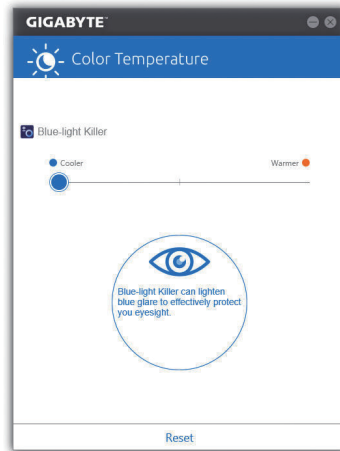 GIGABYTE™
Color Temperature
Blue-light Killer
Cooler
Warmer
Blue-light Killer can lighten
blue glare to effectively protect
you eyesight.
Reset